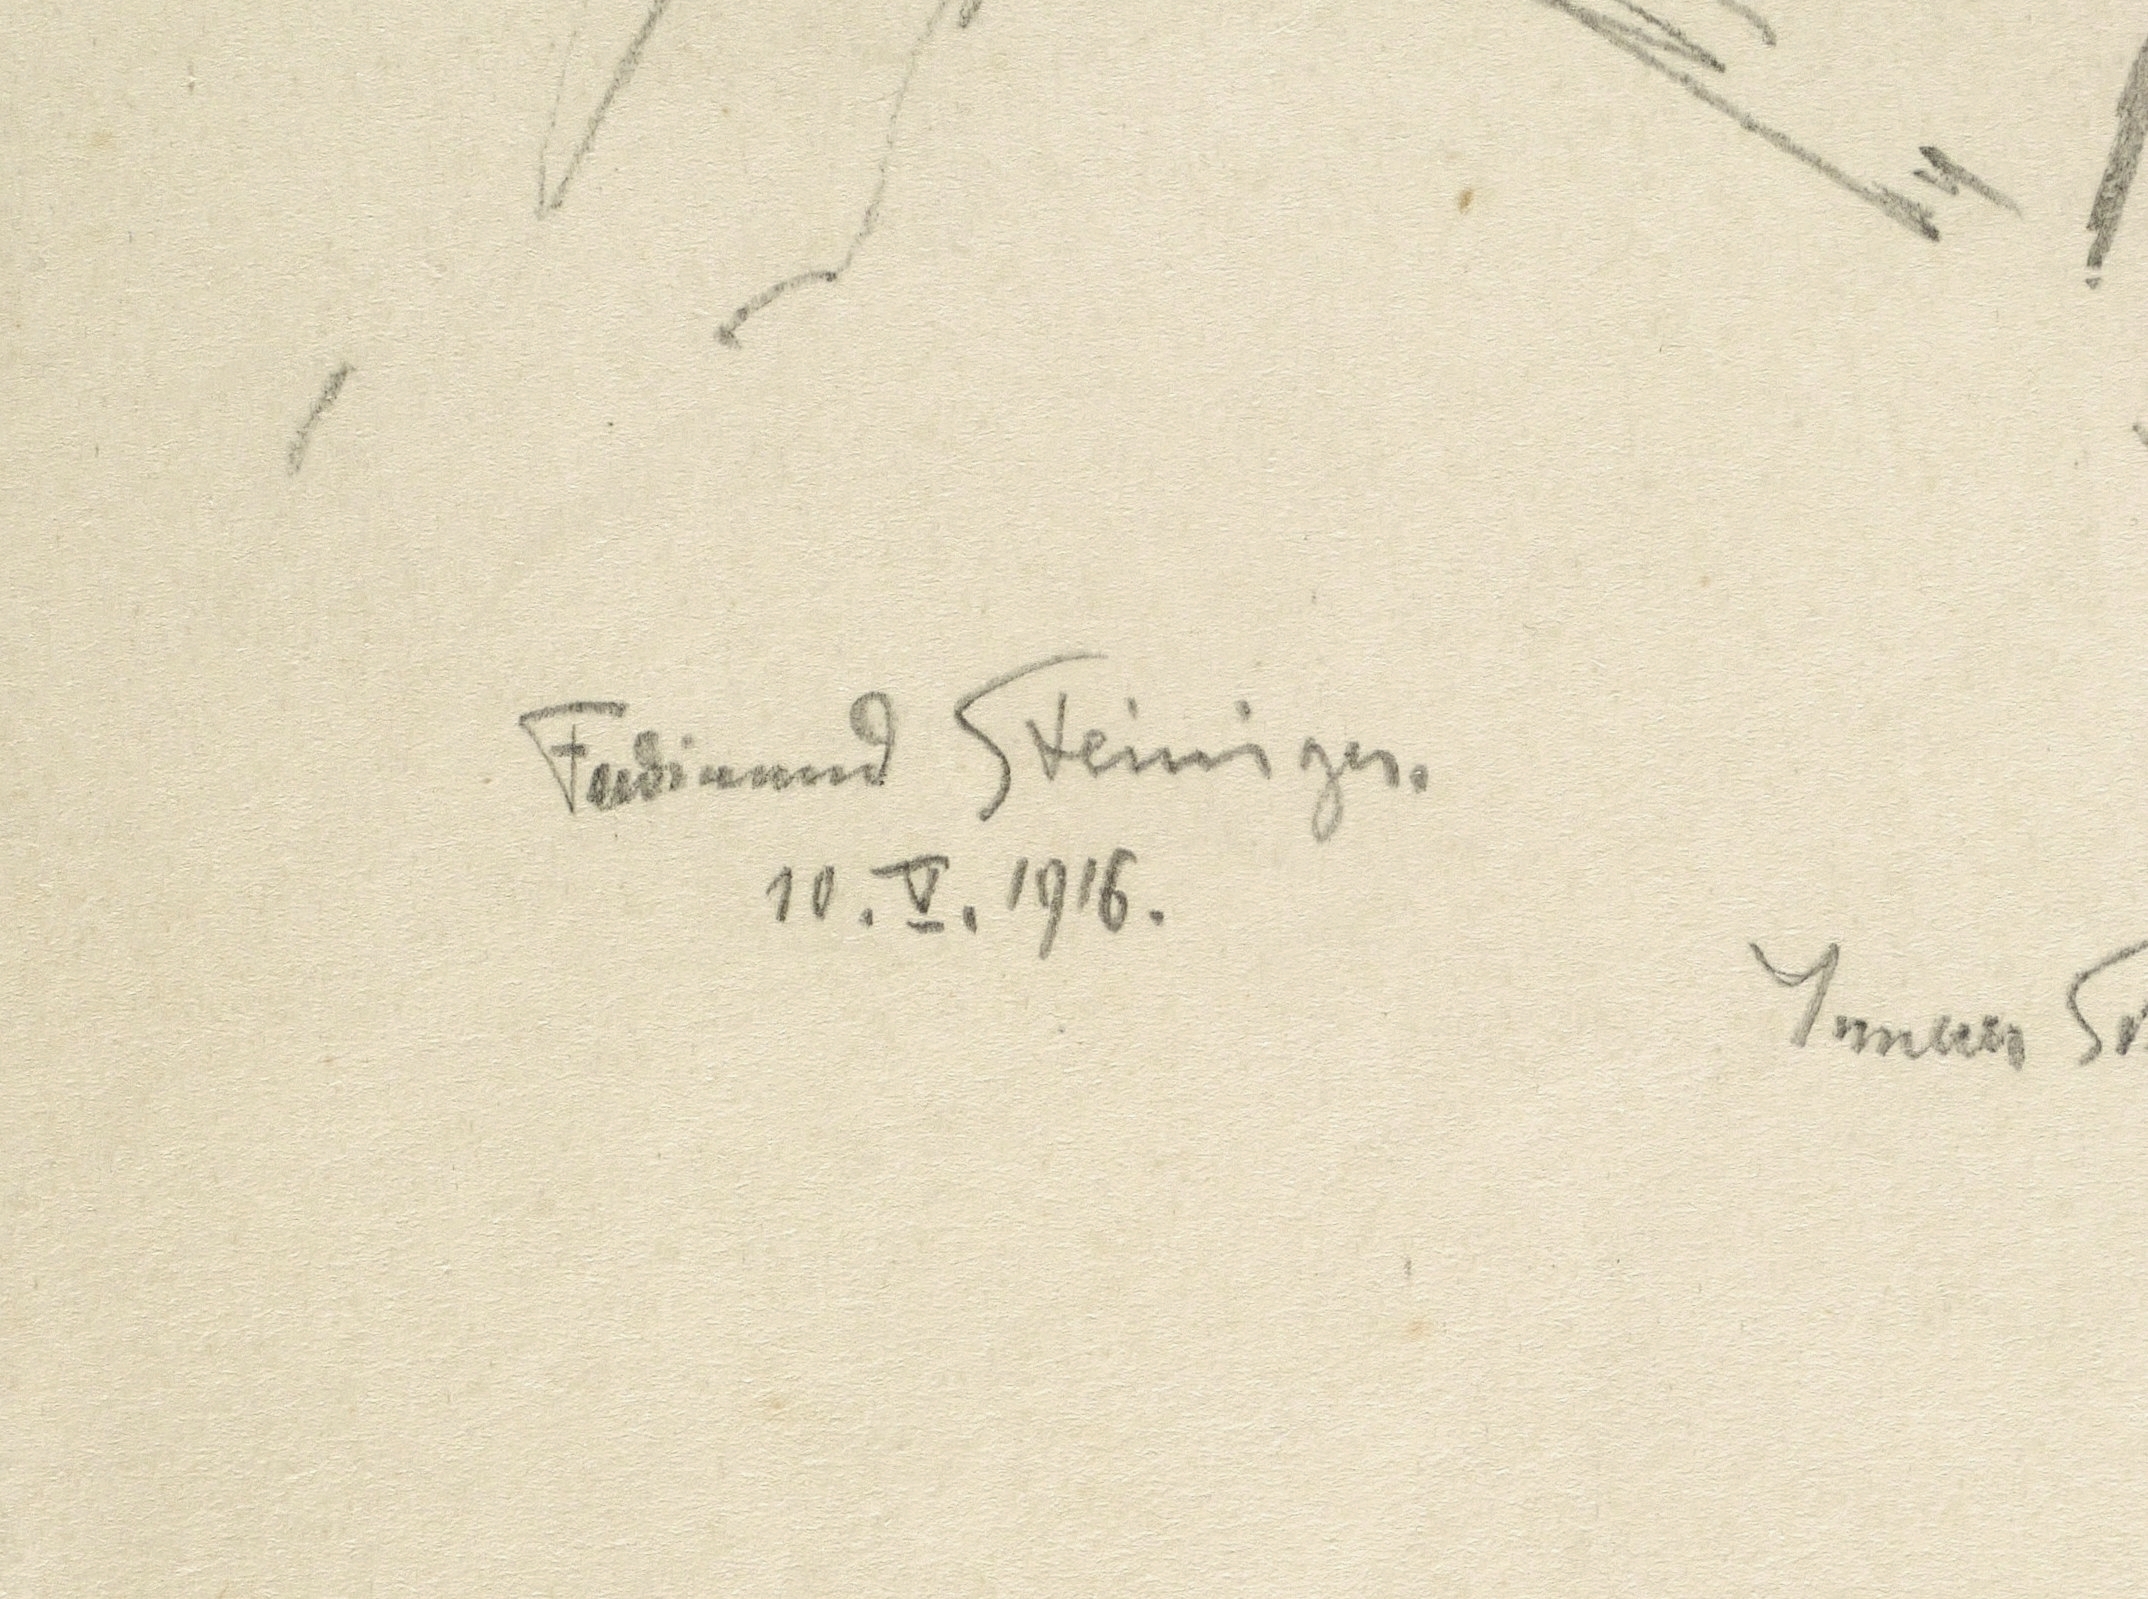 Ferdinand Steiniger.
10. V. 1916.